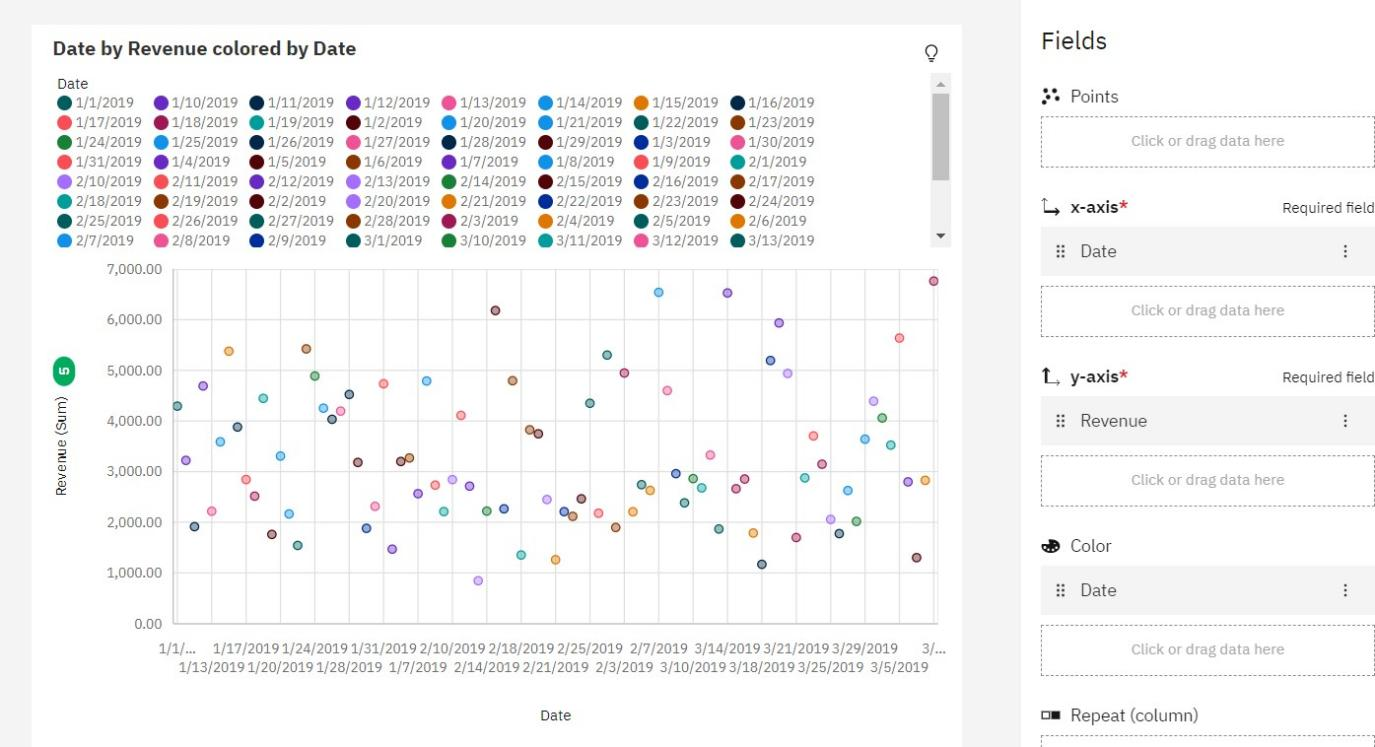 Date by Revenue colored by Date
Date
1/1/2019 1/10/2019 1/11/2019 1/12/2019 1/13/2019 1/14/2019 1/15/2019 1/16/2019
1/17/2019 1/18/2019 1/19/2019 1/2/2019 1/20/2019 1/21/2019 1/22/2019 1/23/2019
1/24/2019 1/25/2019 1/26/2019 1/27/2019 1/28/2019 1/29/2019 1/3/2019 1/30/2019
1/31/2019 1/4/2019 1/5/2019 1/6/2019 1/7/2019 1/8/2019 1/9/2019 2/1/2019
2/10/2019 2/11/2019 2/12/2019 2/13/2019 2/14/2019 2/15/2019 2/16/2019 2/17/2019
2/18/2019 2/19/2019 2/2/2019 2/20/2019 2/21/2019 2/22/2019 2/23/2019 2/24/2019
2/25/2019 2/26/2019 2/27/2019 2/28/2019 2/3/2019 2/4/2019 2/5/2019 2/6/2019
2/7/2019 2/8/2019 2/9/2019 3/1/2019 3/10/2019 3/11/2019 3/12/2019 3/13/2019
7,000.00
6,000.00
5,000.00
4,000.00
3,000.00
2,000.00
1,000.00
0.00
5
Revenue (Sum)
1/1/... 1/17/2019 1/24/2019 1/31/2019 2/10/2019 2/18/2019 2/25/2019 2/7/2019 3/14/2019 3/21/2019 3/29/2019 3/...
1/13/2019 1/20/2019 1/28/2019 1/7/2019 2/14/2019 2/21/2019 2/3/2019 3/10/2019 3/18/2019 3/25/2019 3/5/2019
Date
Fields
Points
Click or drag data here
x-axis* Required field
Date
Click or drag data here
y-axis* Required field
Revenue
Click or drag data here
Color
Date
Click or drag data here
Repeat (column)